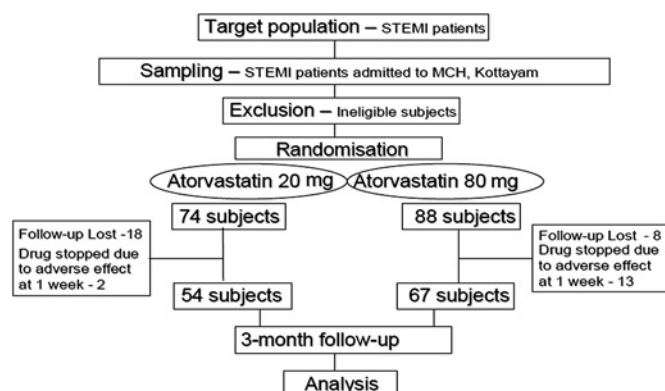 Target population – STEMI patients
Sampling – STEMI patients admitted to MCH, Kottayam
Exclusion – Ineligible subjects
Randomisation
Atorvastatin 20 mg
Atorvastatin 80 mg
74 subjects
88 subjects
Follow-up Lost -18
Drug stopped due
to adverse effect
at 1 week - 2
Follow-up Lost - 8
Drug stopped due
to adverse effect
at 1 week - 13
54 subjects
67 subjects
3-month follow-up
Analysis